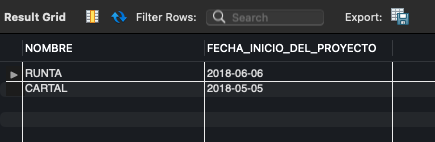 Result Grid Filter Rows: Search Export:
NOMBRE FECHA_INICIO_DEL_PROYECTO
RUNTA 2018-06-06
CARTAL 2018-05-05